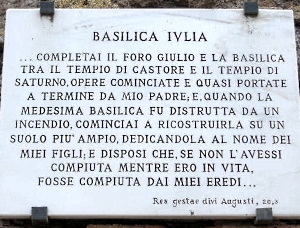 BASILICA IVLIA
... COMPLETAI IL FORO GIULIO E LA BASILICA
TRA IL TEMPIO DI CASTORE E IL TEMPIO DI
SATURNO, OPERE COMINCIATE E QUASI PORTATE
A TERMINE DA MIO PADRE; E, QUANDO LA
MEDESIMA BASILICA FU DISTRUTTA DA UN
INCENDIO, COMINCIAI A RICOSTRUIRLA SU UN
SUOLO PIU' AMPIO, DEDICANDOLA AL NOME DEI
MIEI FIGLI; E DISPOSI CHE, SE NON L'AVESSI
COMPIUTA MENTRE ERO IN VITA,
FOSSE COMPIUTA DAI MIEI EREDI...
Res gestae divi Augusti, 20,3